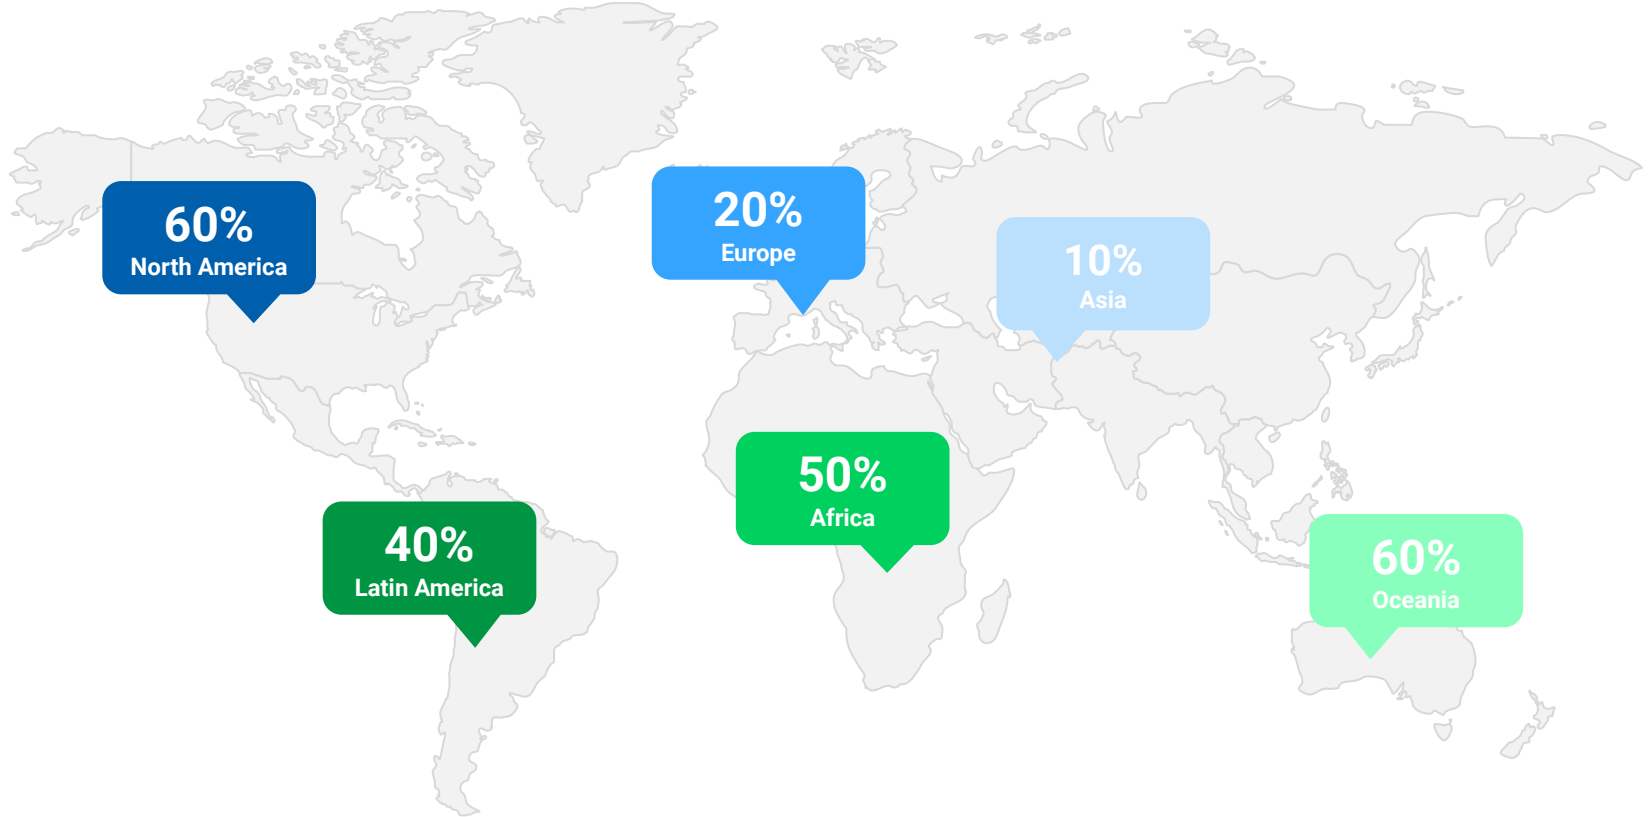 60%
North America
20%
Europe
10%
Asia
40%
Latin America
50%
Africa
60%
Oceania